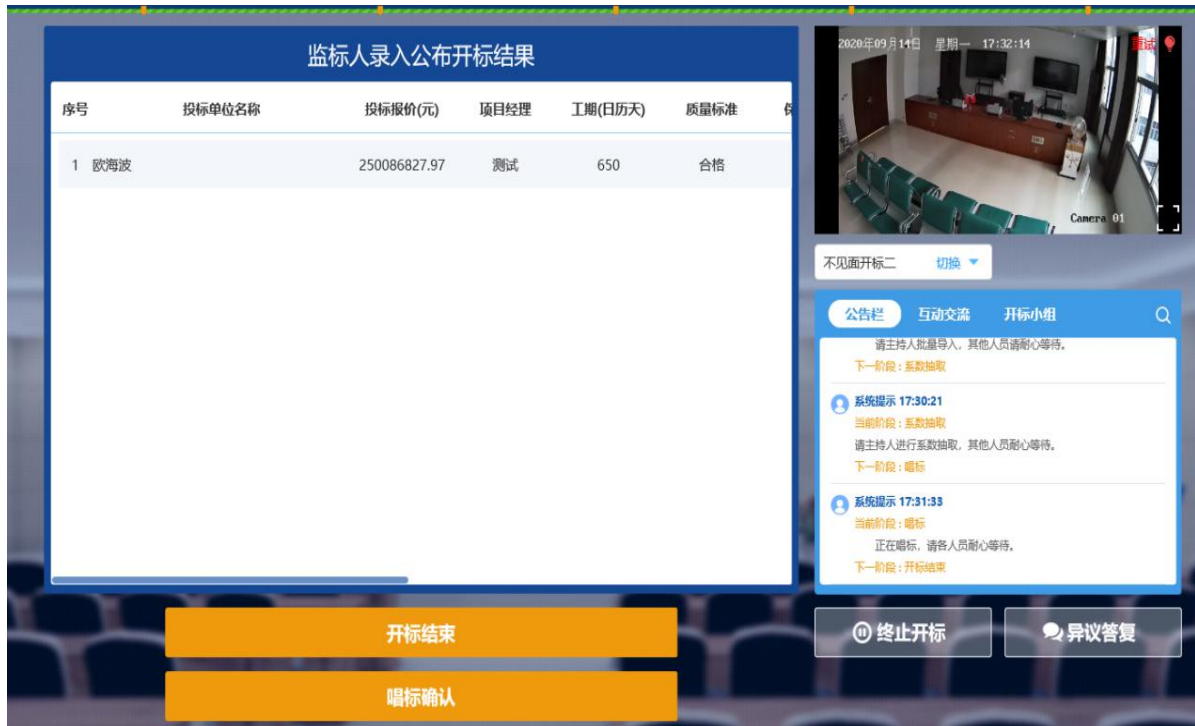 监标人录入公布开标结果
序号 投标单位名称 投标报价(元) 项目经理 工期(日历天) 质量标准
1 欧海波 250086827.97 测试 650 合格
开标结束
唱标确认
2020年09月14日 星期一 17:32:14
重试
Camera 01
不见面开标二 切换
公告栏 互动交流 开标小组
请主持人批量导入，其他人员请耐心等待。
下一阶段：系数抽取
系统提示 17:30:21
当前阶段：系数抽取
请主持人进行系数抽取，其他人员耐心等待。
下一阶段：唱标
系统提示 17:31:33
当前阶段：唱标
正在唱标，请各人员耐心等待。
下一阶段：开标结束
终止开标 异议答复